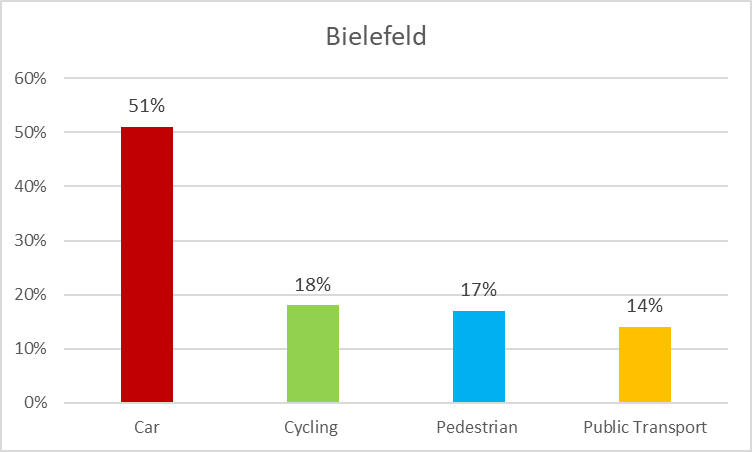 Bielefeld
60%
50%
40%
30%
20%
10%
0%
51%
18%
17%
14%
Car
Cycling
Pedestrian
Public Transport